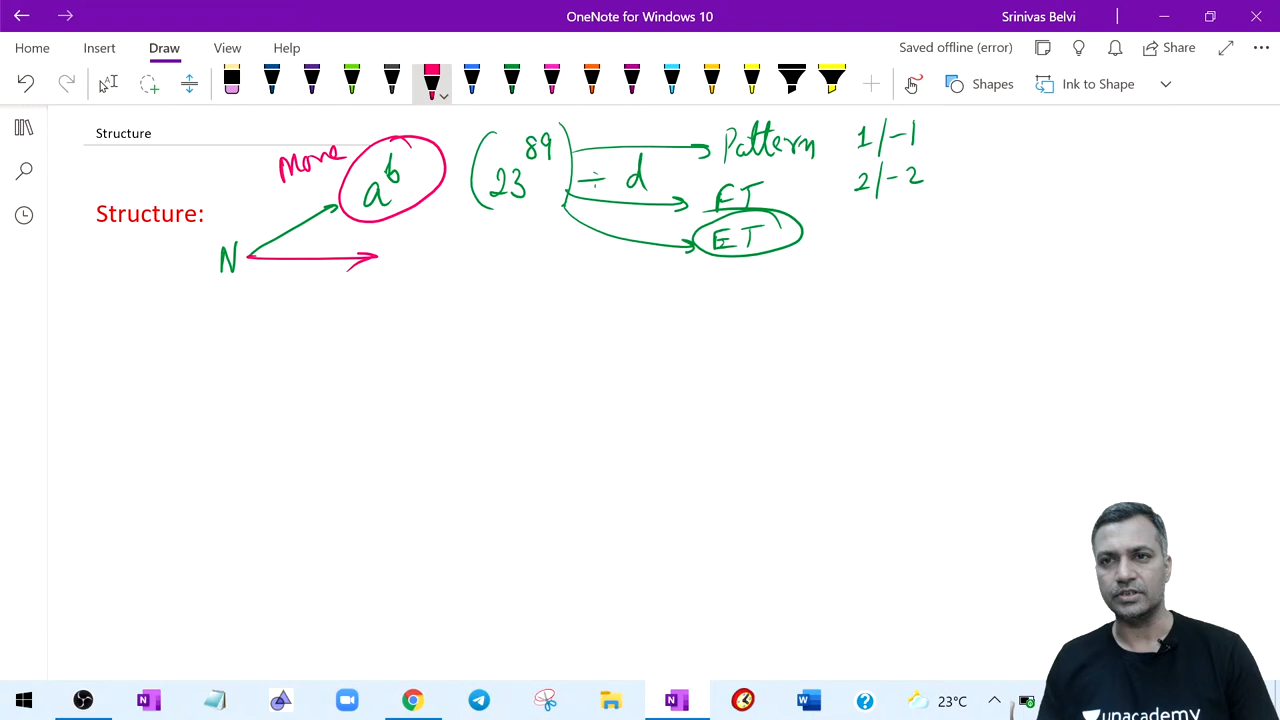 OneNote for Windows 10
Srinivas Belvi
Home Insert Draw View Help
Saved offline (error)
Share
Shapes
Ink to Shape
Structure
More
a^b
(23^89) ÷ d
Pattern 1/-1
2/-2
FT
ET
Structure:
N
23°C
unacademy